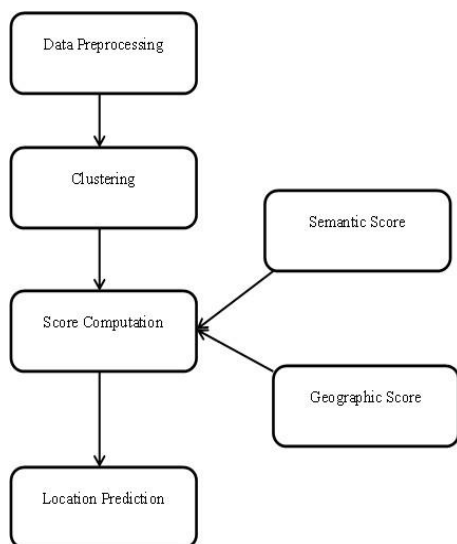 Data Preprocessing
Clustering
Semantic Score
Score Computation
Geographic Score
Location Prediction